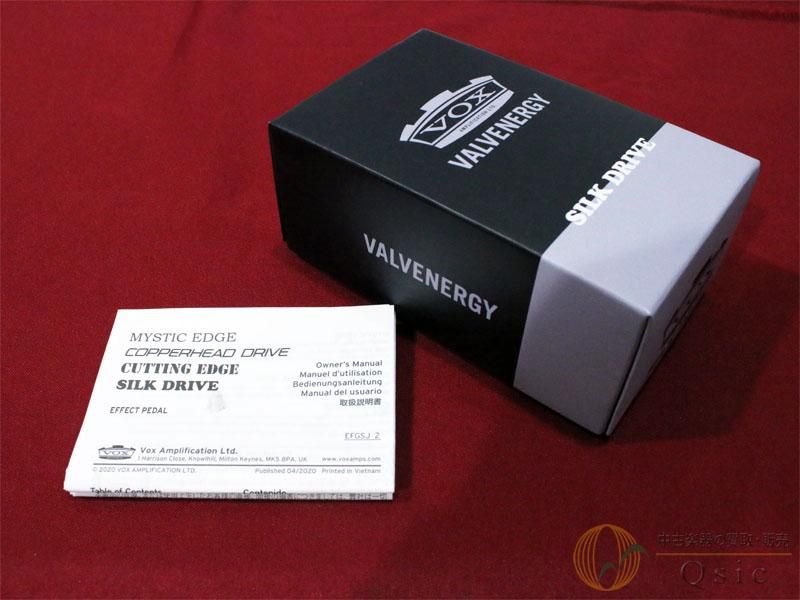 VOX
AMPLIFICATION LTD.
VALVENERGY
SILK DRIVE
VALVENERGY
MYSTIC EDGE
COPPERHEAD DRIVE
CUTTING EDGE
SILK DRIVE
EFFECT PEDAL
Owner's Manual
Manuel d'utilisation
Bedienungsanleitung
Manual del usuario
取扱説明書
EFGSJ 2
VOX
Vox Amplification Ltd.
1 Harrison Close, Knowlhill, Milton Keynes, MK5 8PA. UK
www.voxamps.com
© 2020 VOX AMPLIFICATION LTD.
Published 04/2020 Printed in Vietnam
Table of Contents
Contenido
中古楽器の買取・販売
Qsic